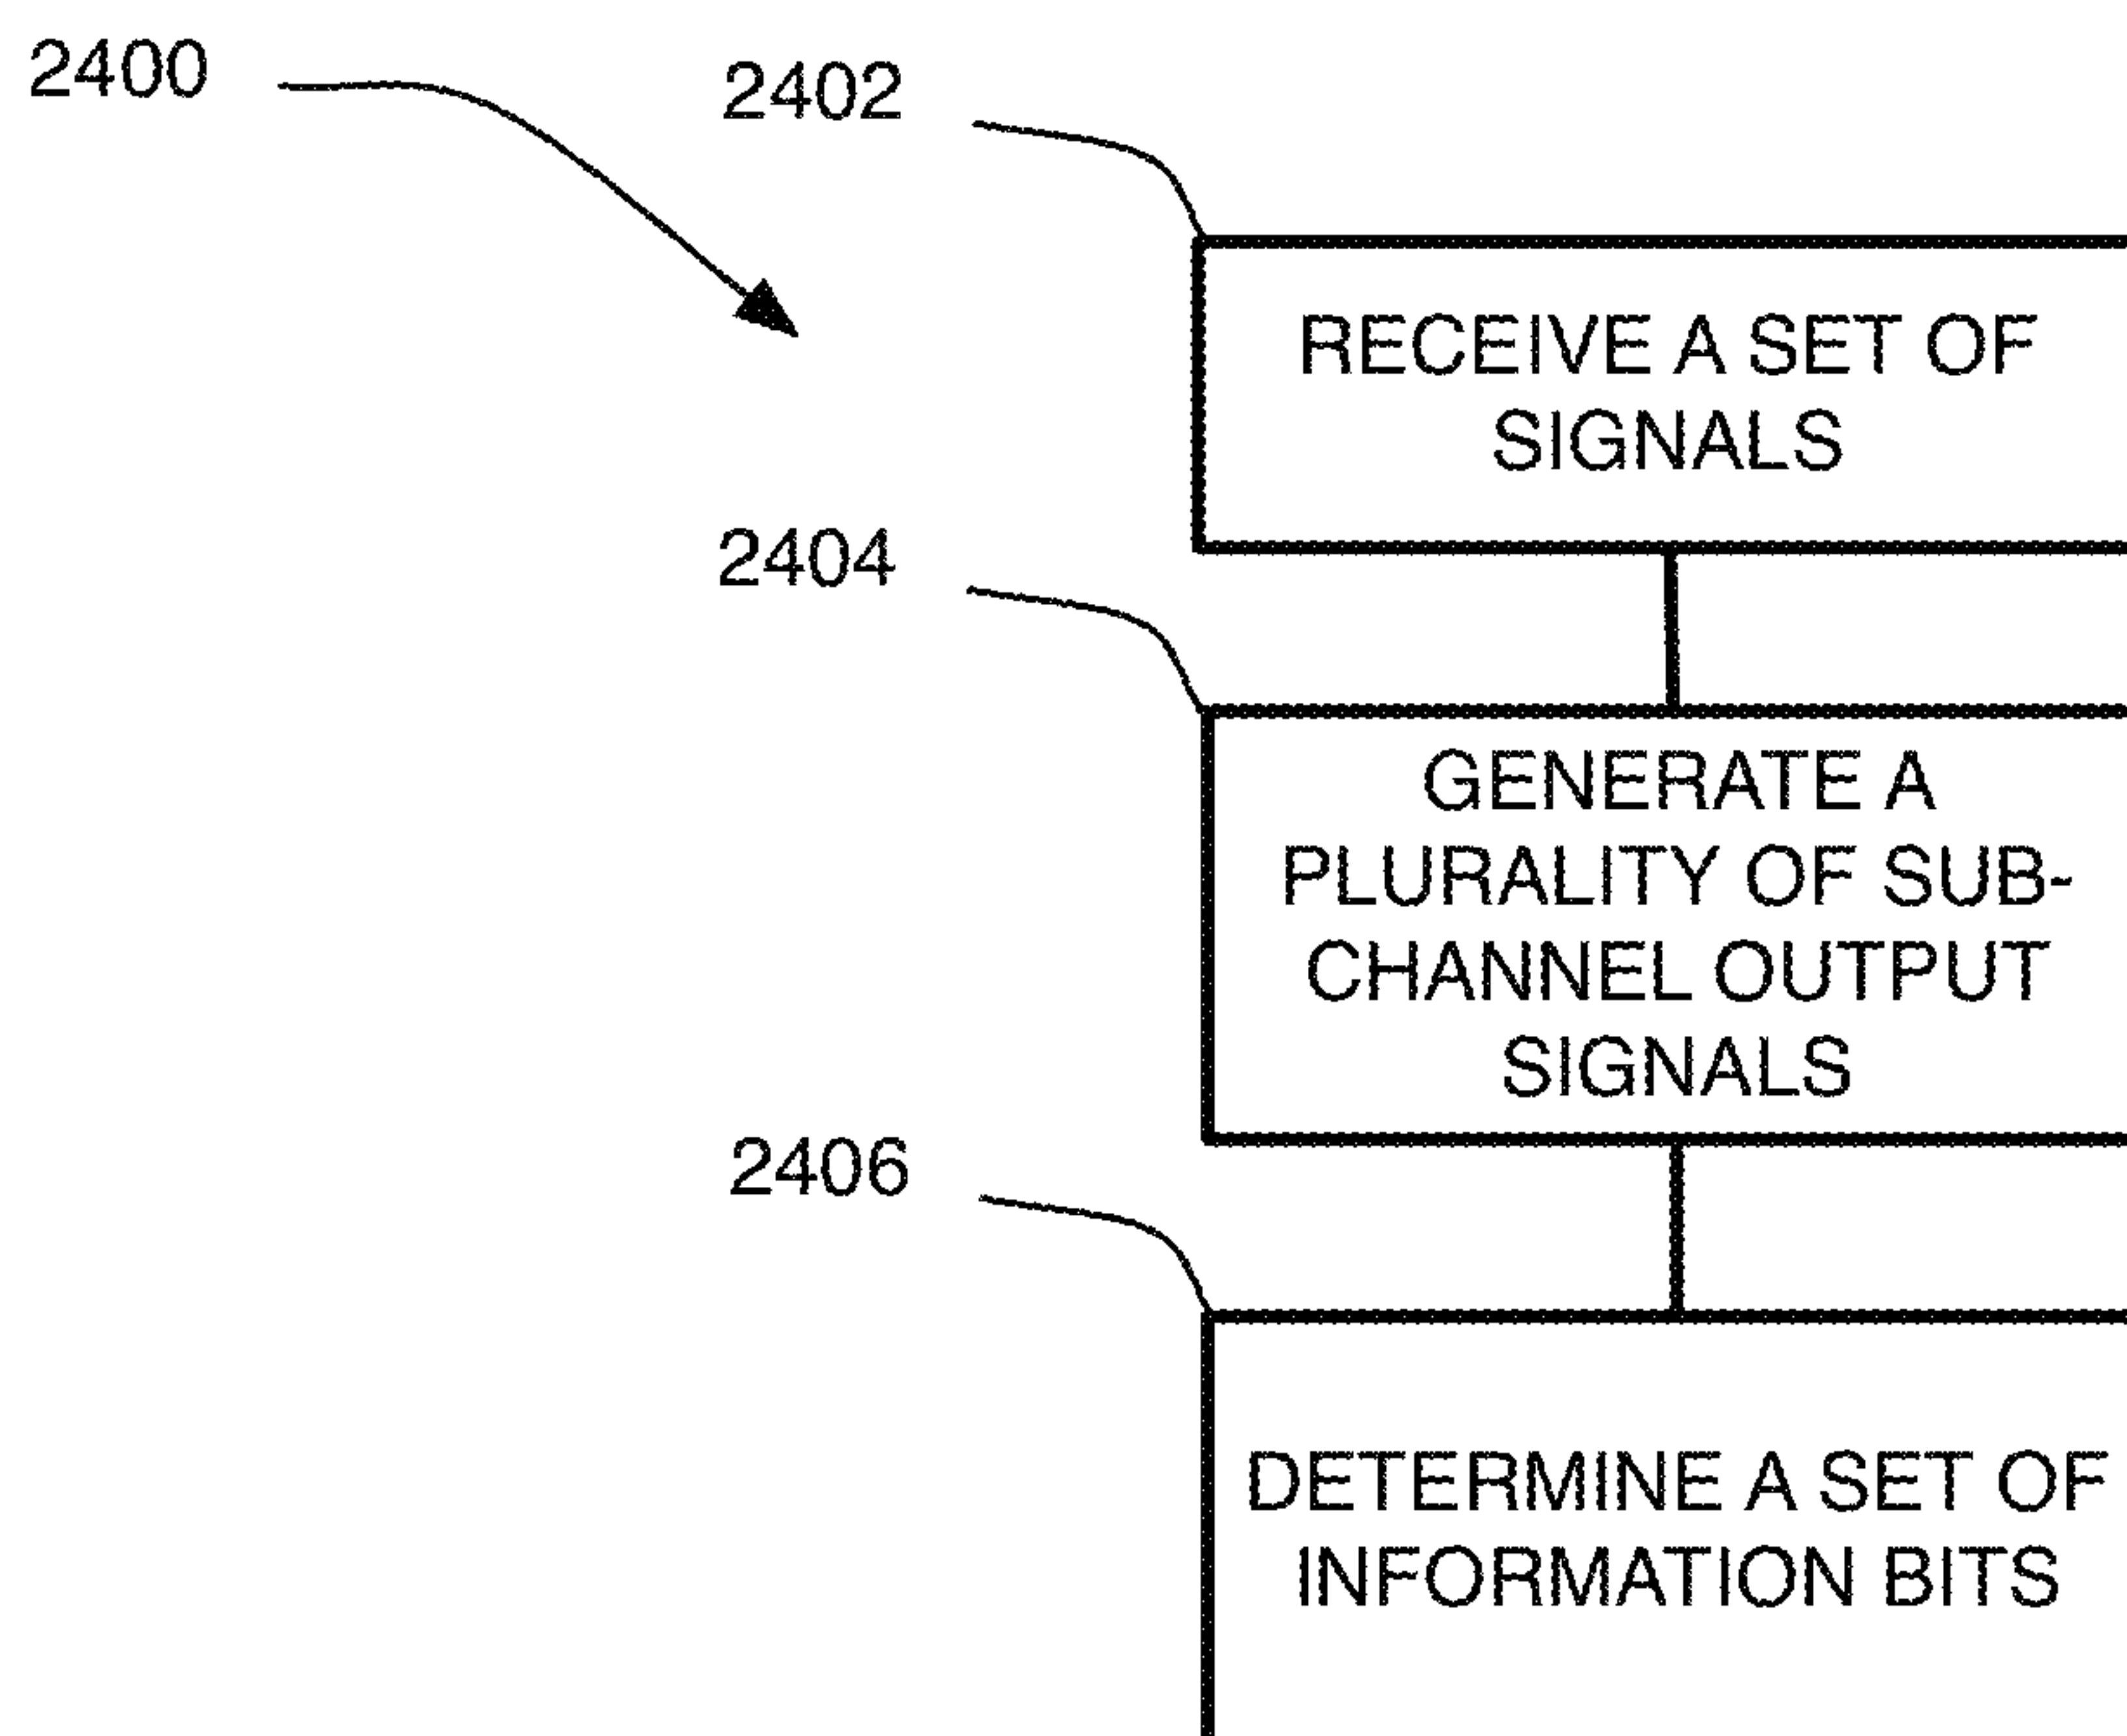 2400
2402
RECEIVE A SET OF
SIGNALS
2404
GENERATE A
PLURALITY OF SUB-
CHANNEL OUTPUT
SIGNALS
2406
DETERMINE A SET OF
INFORMATION BITS